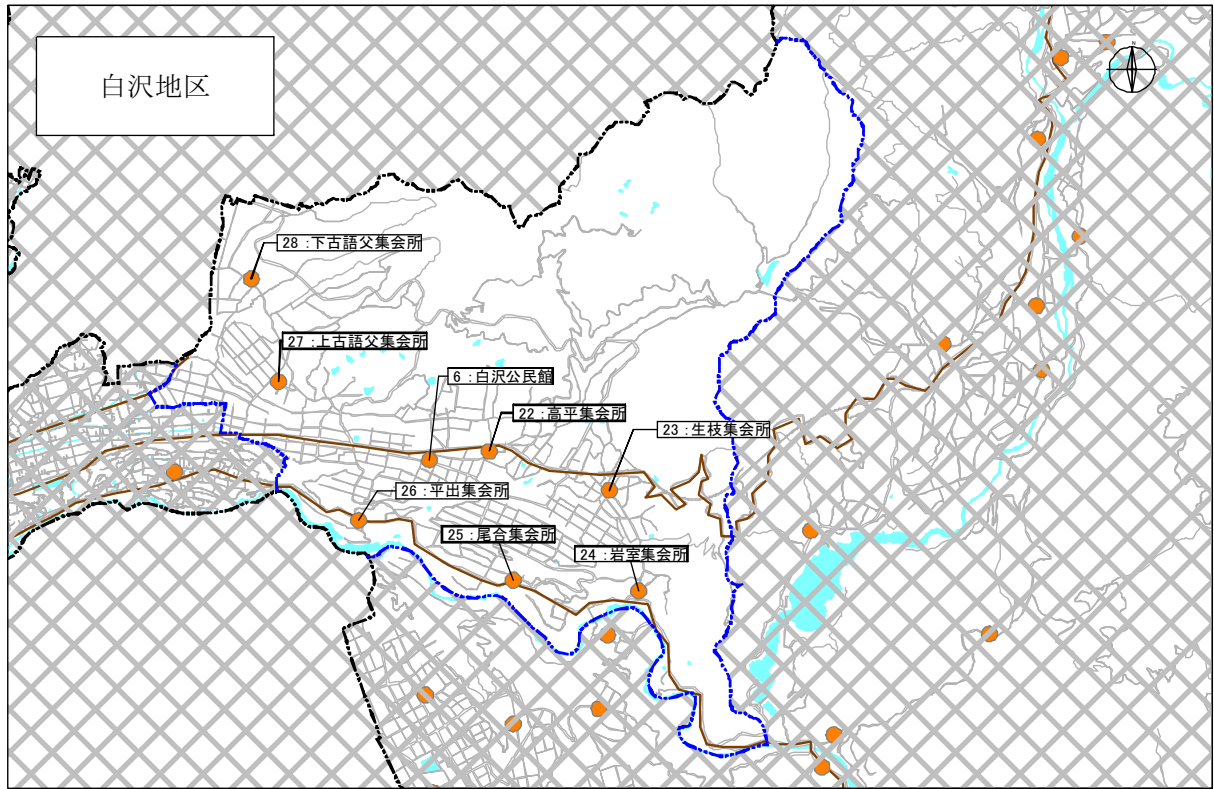 白沢地区
N
28 :下古語父集会所
27 :上古語父集会所
6 :白沢公民館
22 :高平集会所
23 :生枝集会所
26 :平出集会所
25 :尾合集会所
24 :岩室集会所